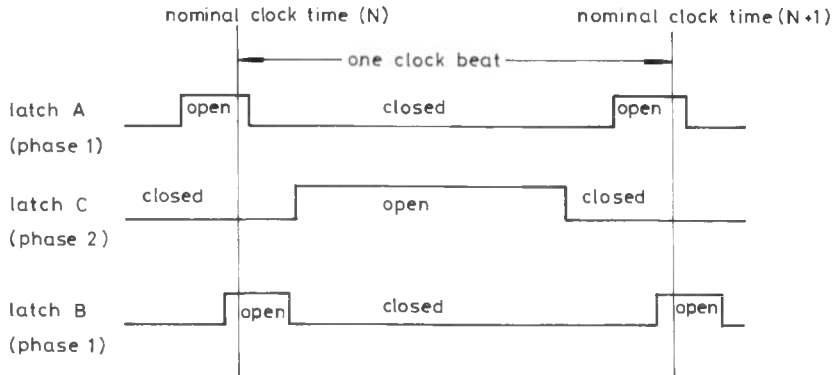 nominal clock time (N)
nominal clock time (N+1)
one clock beat
latch A
(phase 1)
open
closed
open
latch C
(phase 2)
closed
open
closed
latch B
(phase 1)
open
closed
open